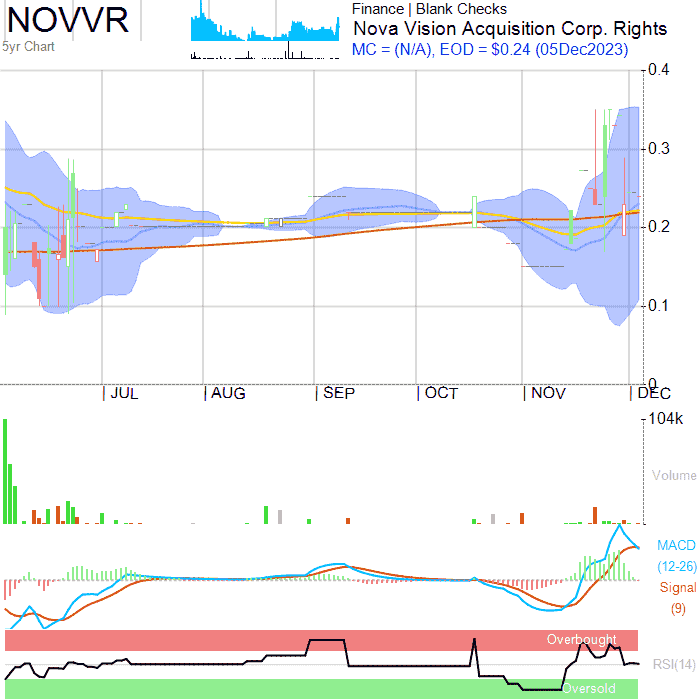 NOVVR
5yr Chart
Finance | Blank Checks
Nova Vision Acquisition Corp. Rights
MC = (N/A), EOD = $0.24 (05Dec2023)
0.4
0.3
0.2
0.1
0
JUL AUG SEP OCT NOV DEC
104k
Volume
MACD
(12-26)
Signal
(9)
Overbought
RSI(14)
Oversold